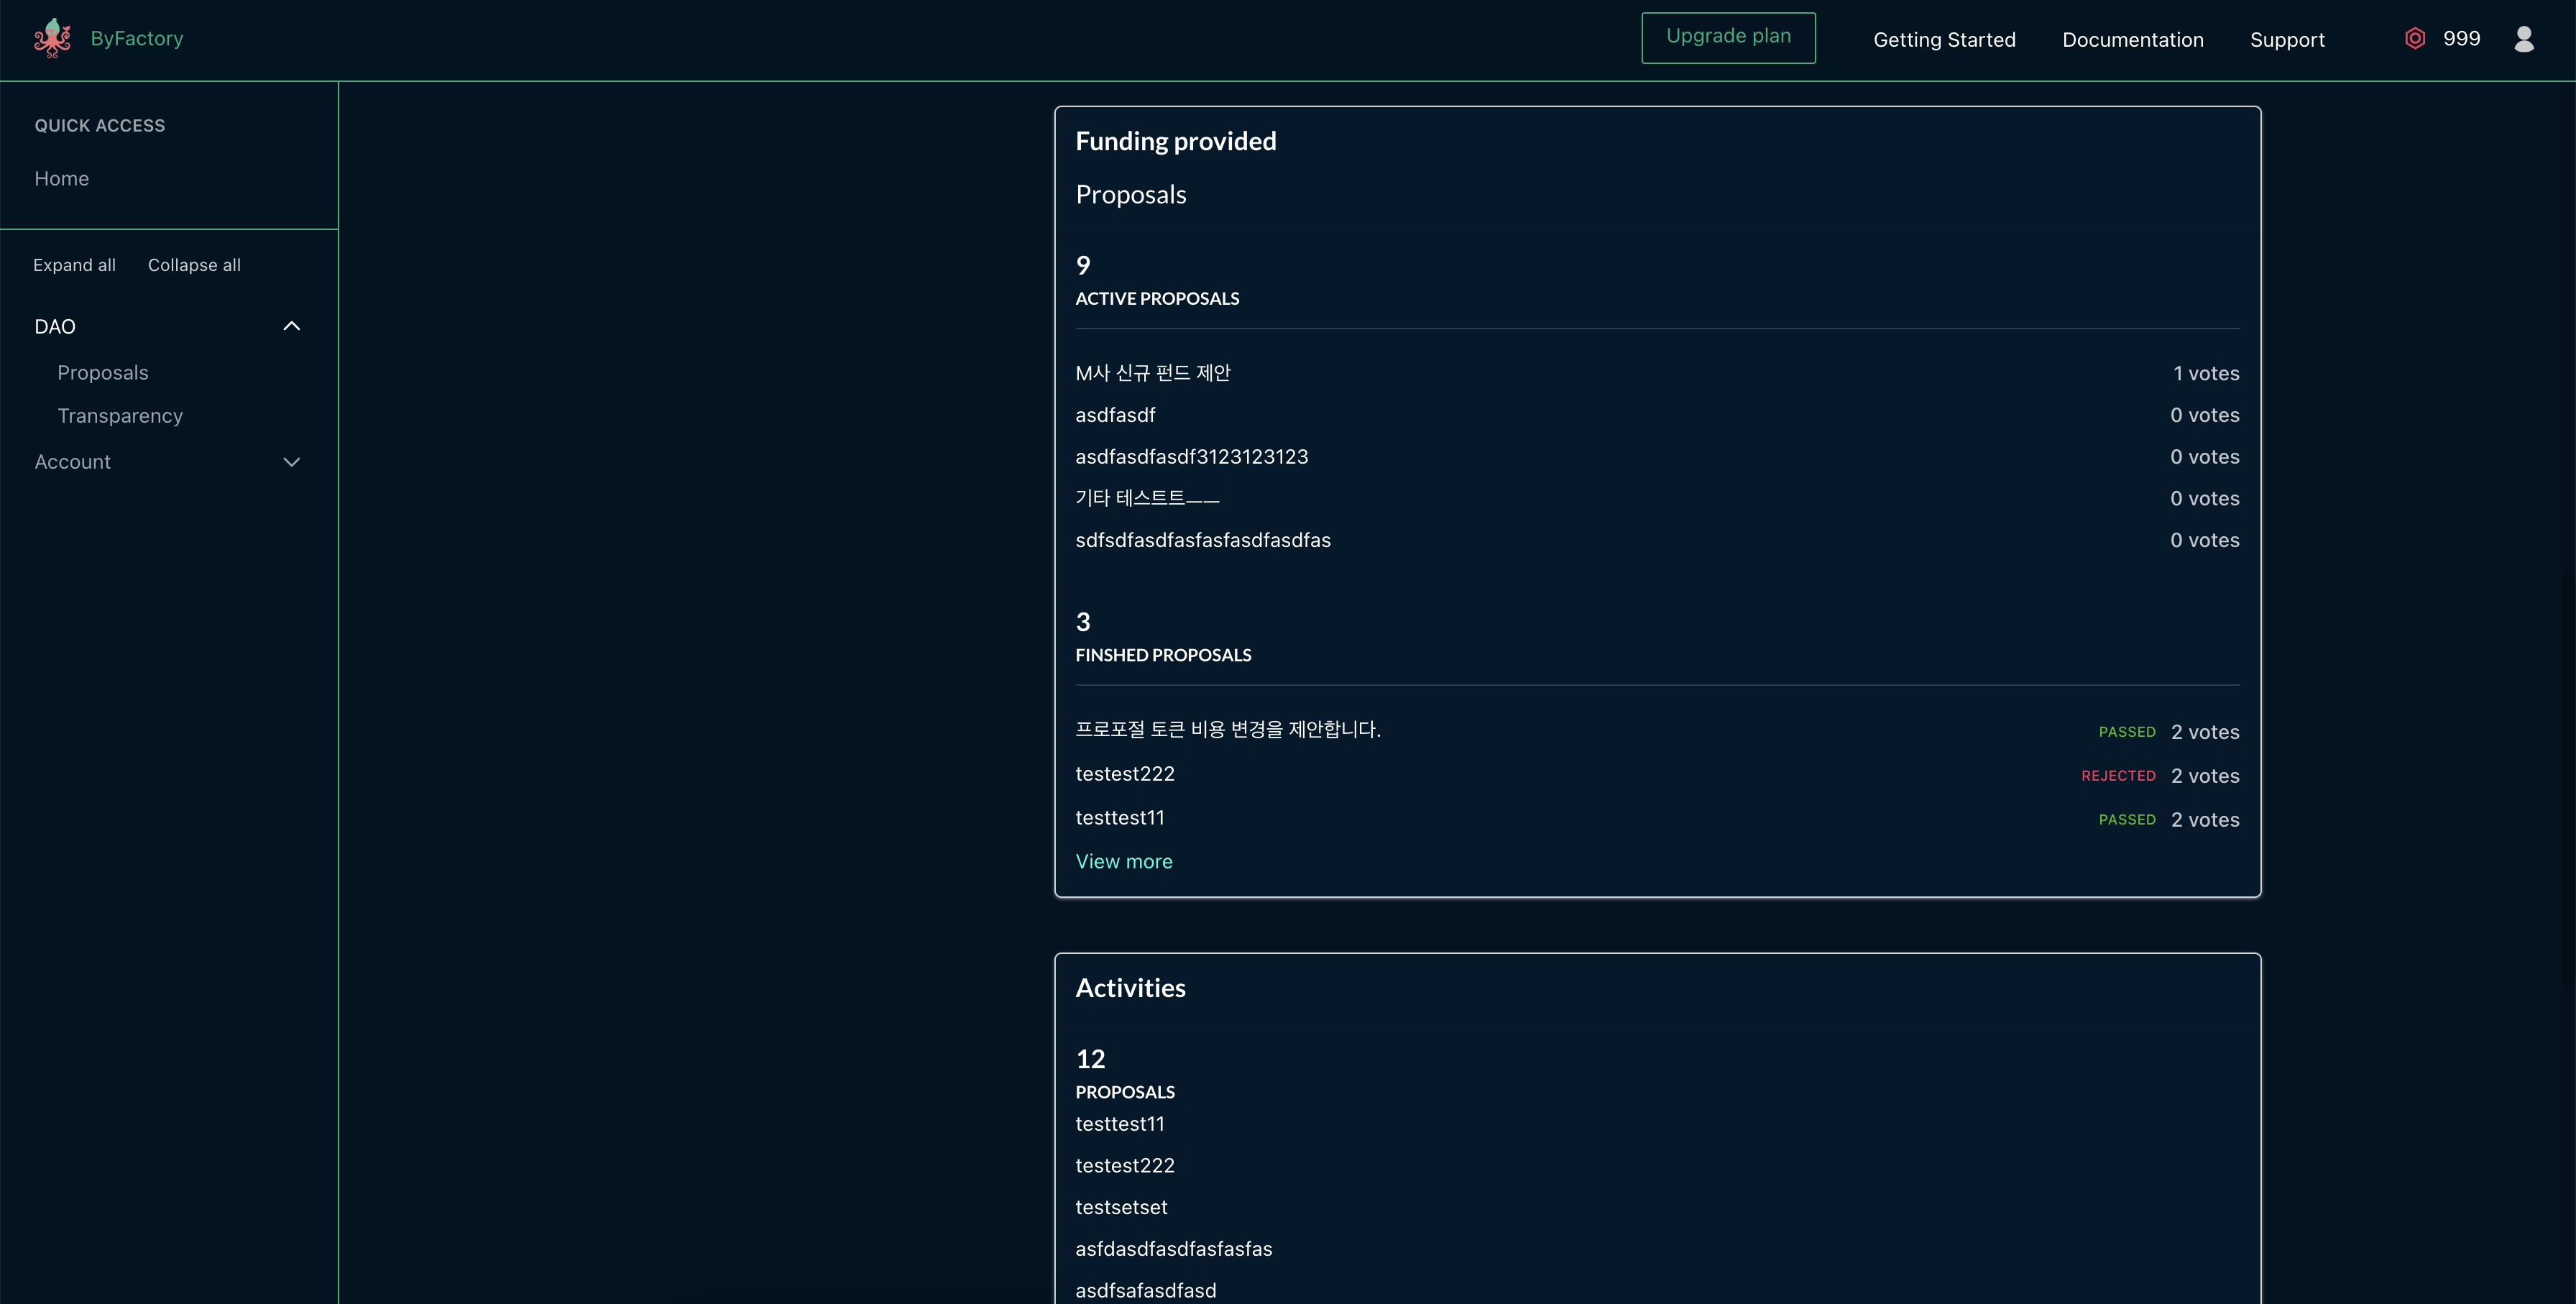 ByFactory
Upgrade plan
Getting Started
Documentation
Support
999
QUICK ACCESS
Home
Expand all
Collapse all
DAO
Proposals
Transparency
Account
Funding provided
Proposals
9
ACTIVE PROPOSALS
M사 신규 펀드 제안 1 votes
asdfasdf 0 votes
asdfasdfasdf3123123123 0 votes
기타 테스트트ㅡㅡ 0 votes
sdfsdfasdfasfasfasdfasdfas 0 votes
3
FINSHED PROPOSALS
프로포절 토큰 비용 변경을 제안합니다. PASSED 2 votes
testest222 REJECTED 2 votes
testtest11 PASSED 2 votes
View more
Activities
12
PROPOSALS
testtest11
testest222
testsetset
asfdasdfasdfasfasfas
asdfsafasdfasd